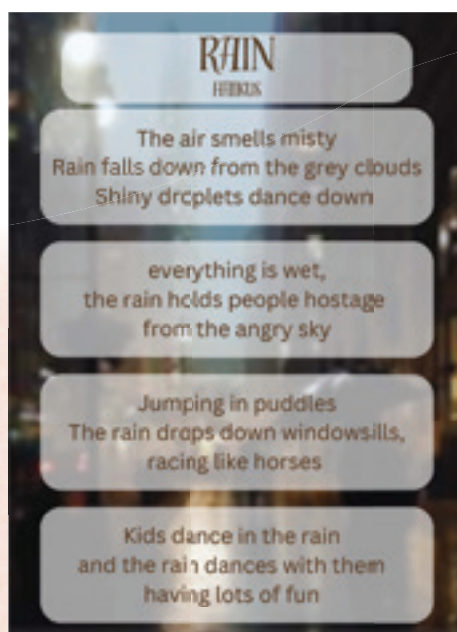 RAIN
HAIKUS
The air smells misty
Rain falls down from the grey clouds
Shiny droplets dance down
everything is wet,
the rain holds people hostage
from the angry sky
Jumping in puddles
The rain drops down windowsills,
racing like horses
Kids dance in the rain
and the rain dances with them
having lots of fun